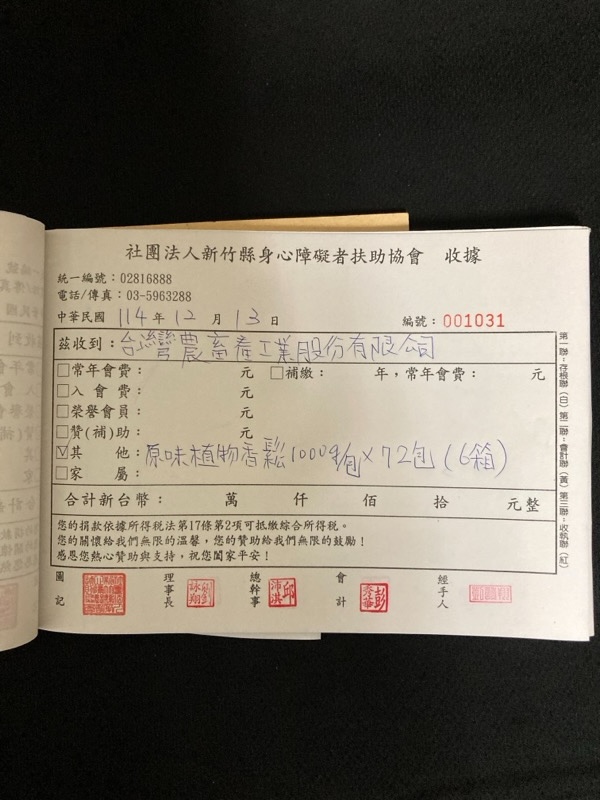 社團法人新竹縣身心障礙者扶助協會 收據
統一編號：02816888
電話/傳真：03-5963288
中華民國 114 年 12 月 13 日 編號：001031
茲收到：台灣農畜產工業股份有限公司
□常年會費： 元 □補繳： 年，常年會費： 元
□入會費： 元
□榮譽會員： 元
□贊(補)助： 元
☑其他：原味植物香鬆1000g/包×72包(6箱)
□家屬：
合計新台幣： 萬 仟 佰 拾 元整
您的捐款依據所得稅法第17條第2項可抵繳綜合所得稅。
您的關懷給我們無限的溫馨，您的贊助給我們無限的鼓勵！
感恩您熱心贊助與支持，祝您闔家平安！
圖記 理事長 總幹事 會計 經手人
第一聯：存根聯（白）第二聯：會計聯（黃）第三聯：收執聯（紅）